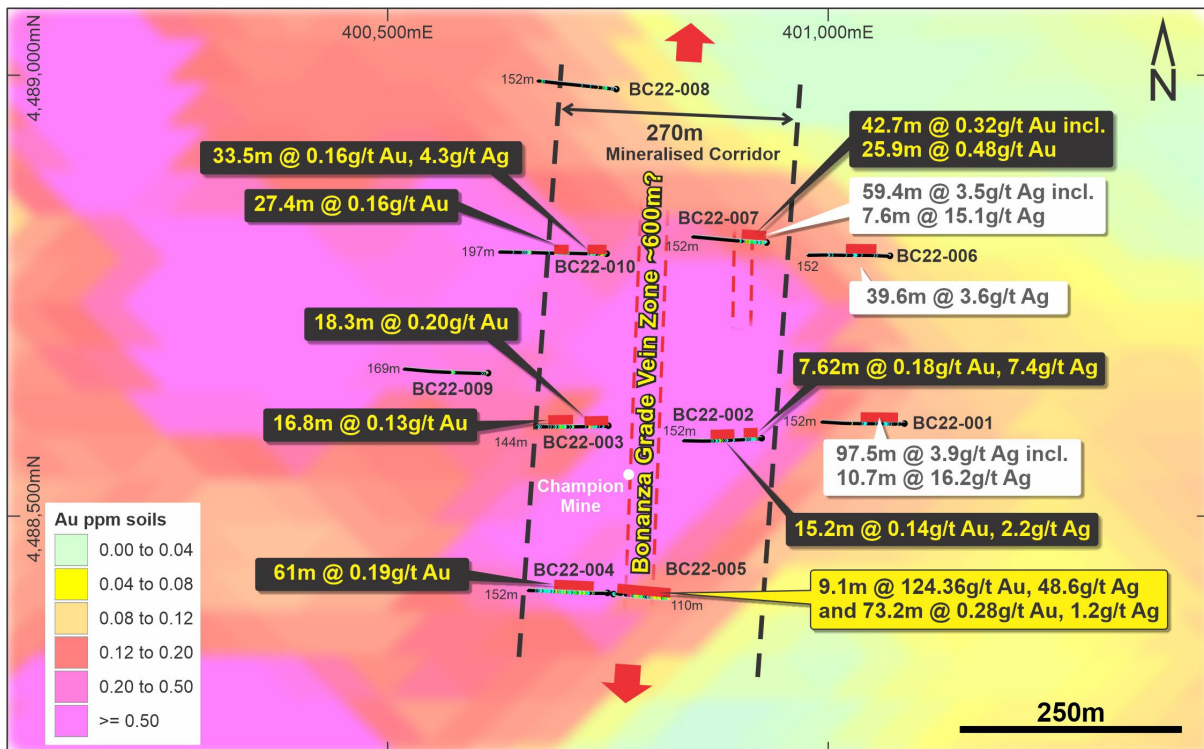 400,500mE
401,000mE
4,489,000mN
N
152m
BC22-008
270m
Mineralised Corridor
42.7m @ 0.32g/t Au incl.
25.9m @ 0.48g/t Au
33.5m @ 0.16g/t Au, 4.3g/t Ag
27.4m @ 0.16g/t Au
59.4m @ 3.5g/t Ag incl.
7.6m @ 15.1g/t Ag
BC22-007
152m
197m
BC22-010
152
BC22-006
39.6m @ 3.6g/t Ag
Bonanza Grade Vein Zone ~600m?
18.3m @ 0.20g/t Au
169m
BC22-009
7.62m @ 0.18g/t Au, 7.4g/t Ag
16.8m @ 0.13g/t Au
144m
BC22-003
BC22-002
152m
152m
BC22-001
97.5m @ 3.9g/t Ag incl.
10.7m @ 16.2g/t Ag
Champion
Mine
4,488,500mN
15.2m @ 0.14g/t Au, 2.2g/t Ag
61m @ 0.19g/t Au
BC22-004
152m
BC22-005
110m
9.1m @ 124.36g/t Au, 48.6g/t Ag
and 73.2m @ 0.28g/t Au, 1.2g/t Ag
Au ppm soils
0.00 to 0.04
0.04 to 0.08
0.08 to 0.12
0.12 to 0.20
0.20 to 0.50
>= 0.50
250m